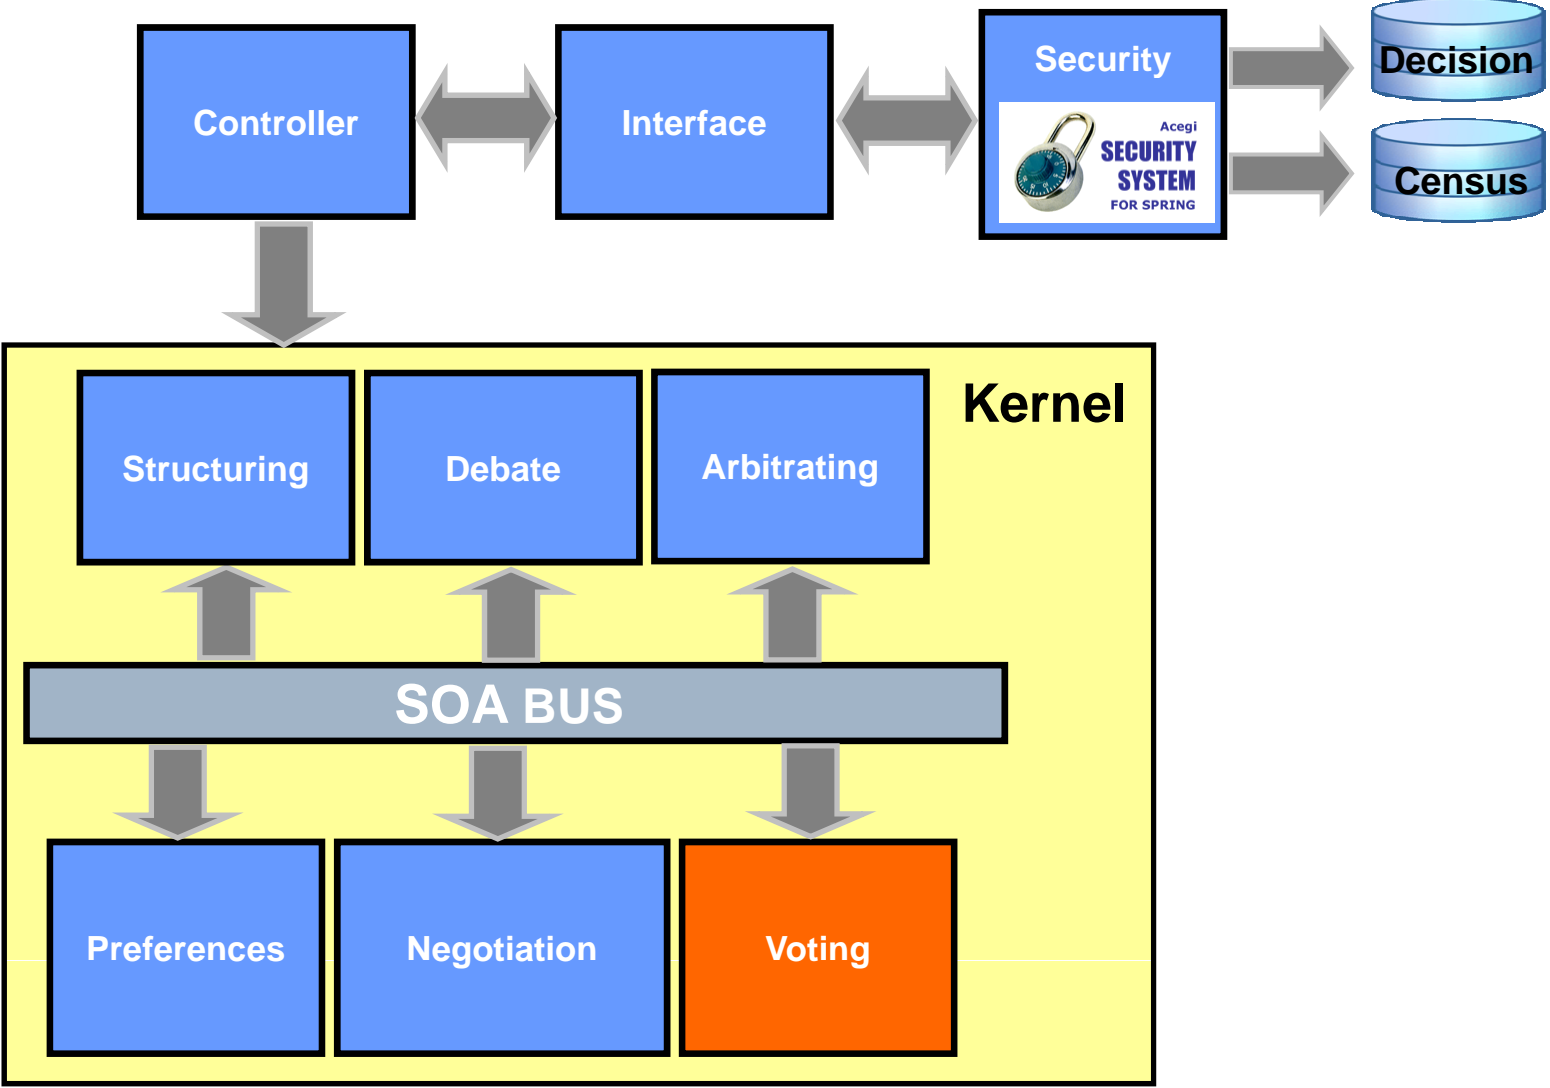 Controller
Interface
Security
Acegi
SECURITY
SYSTEM
FOR SPRING
Decision
Census
Kernel
Structuring
Debate
Arbitrating
SOA BUS
Preferences
Negotiation
Voting